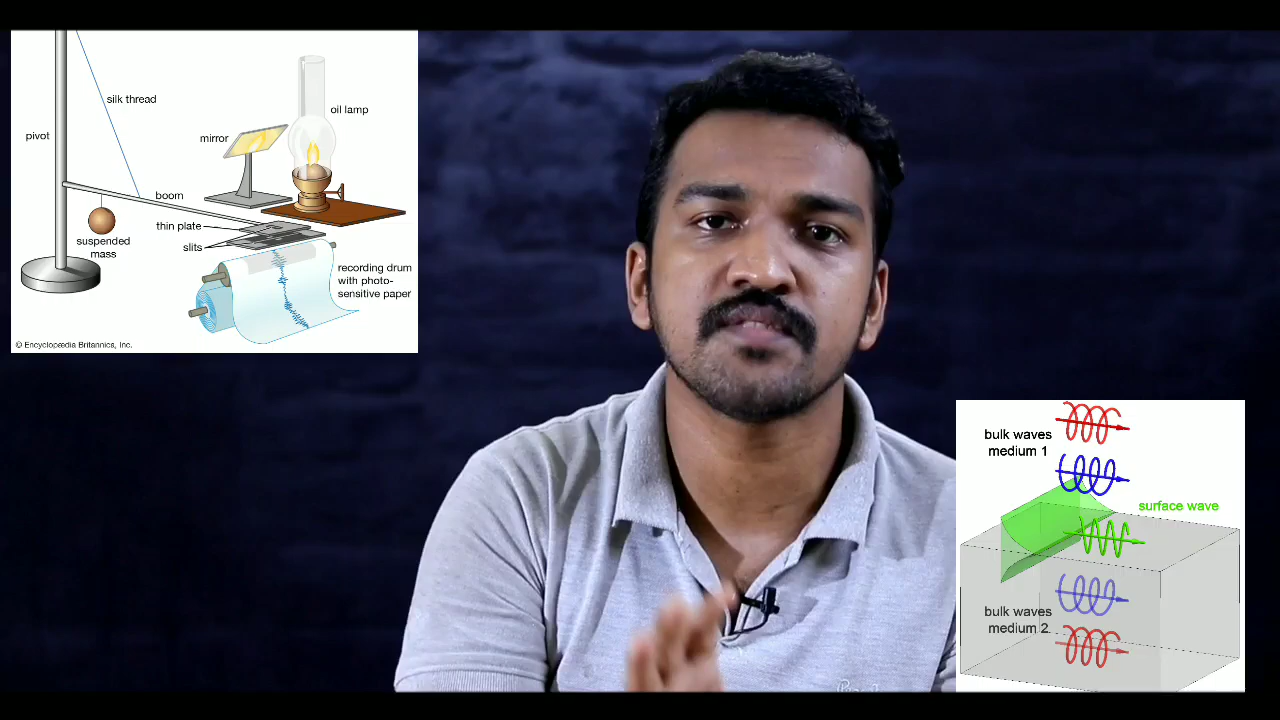 silk thread
oil lamp
pivot
mirror
boom
thin plate
suspended
mass
slits
recording drum
with photo-
sensitive paper
© Encyclopædia Britannica, Inc.
bulk waves
medium 1
surface wave
bulk waves
medium 2